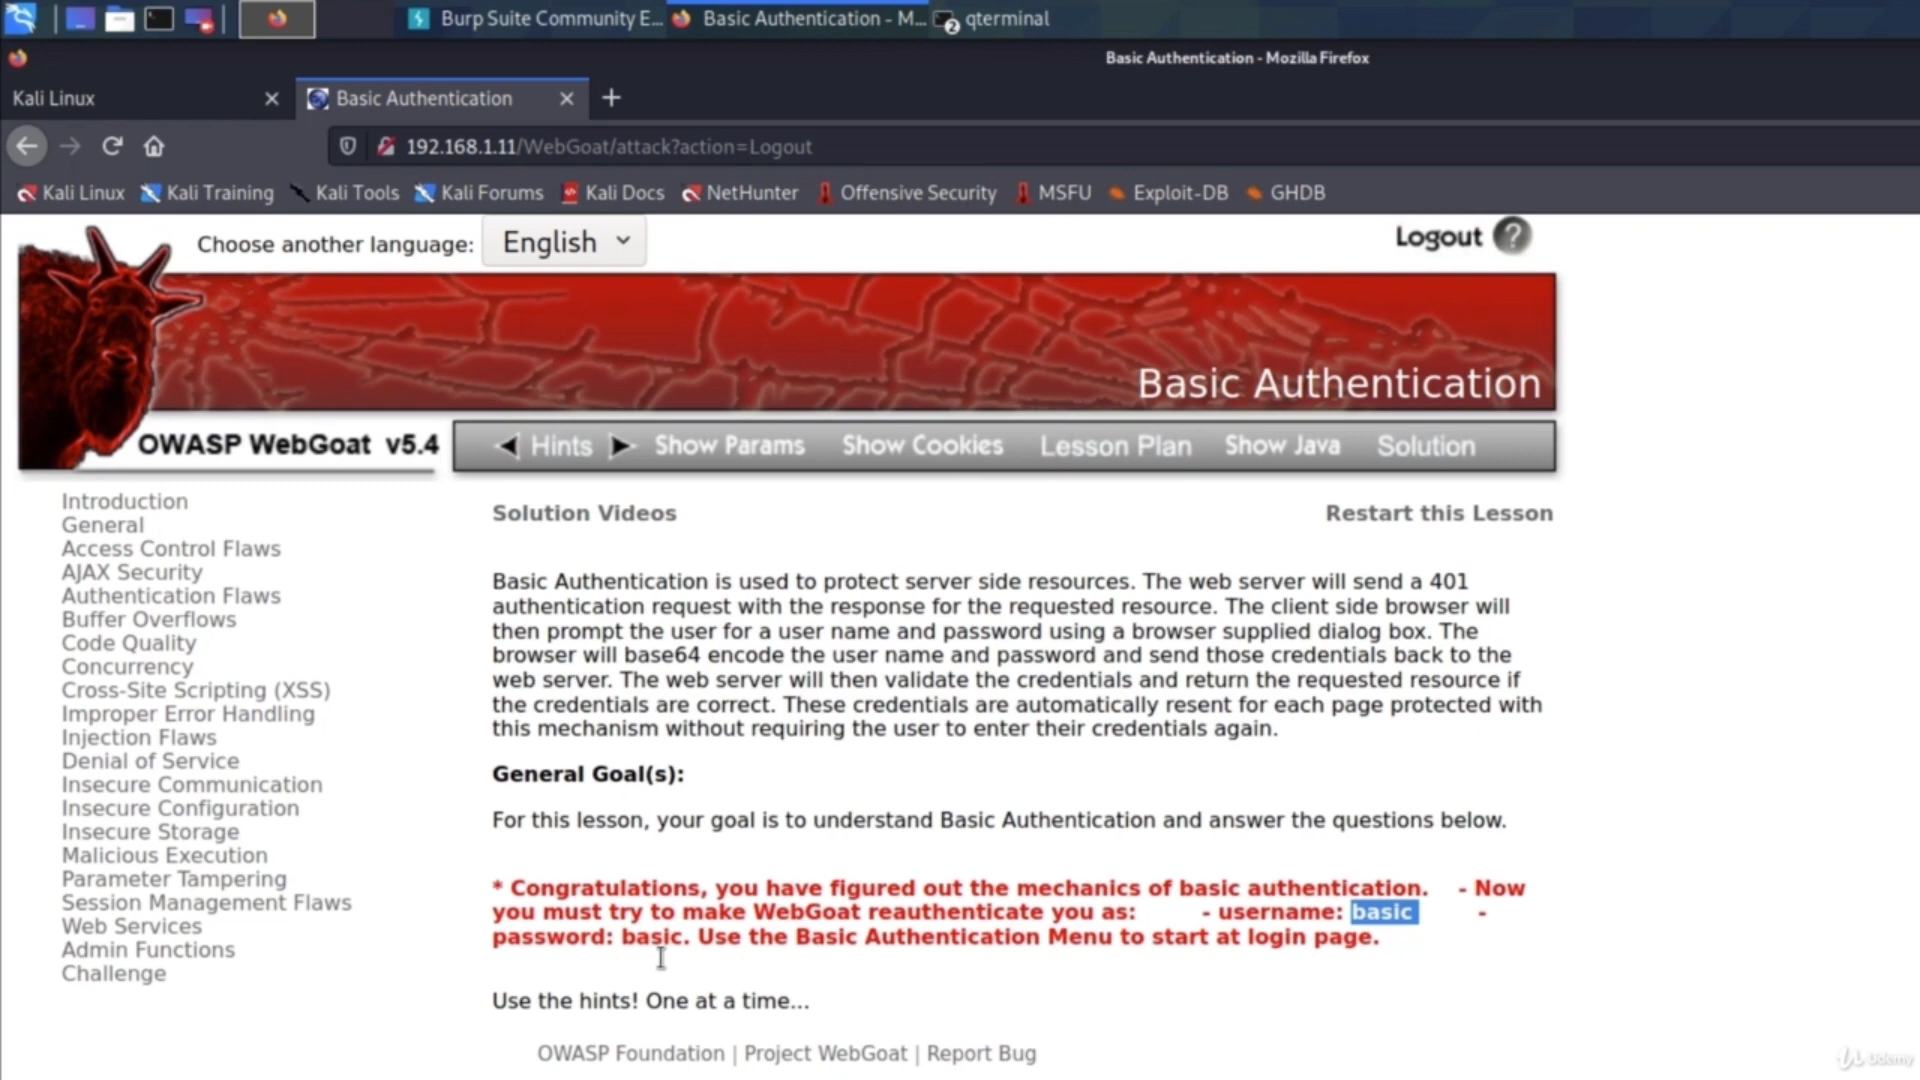 Burp Suite Community E... Basic Authentication - M... 2 qterminal
Basic Authentication - Mozilla Firefox
Kali Linux Basic Authentication
192.168.1.11/WebGoat/attack?action=Logout
Kali Linux Kali Training Kali Tools Kali Forums Kali Docs NetHunter Offensive Security MSFU Exploit-DB GHDB
Choose another language: English Logout ?
Basic Authentication
OWASP WebGoat v5.4 Hints Show Params Show Cookies Lesson Plan Show Java Solution
Introduction
General
Access Control Flaws
AJAX Security
Authentication Flaws
Buffer Overflows
Code Quality
Concurrency
Cross-Site Scripting (XSS)
Improper Error Handling
Injection Flaws
Denial of Service
Insecure Communication
Insecure Configuration
Insecure Storage
Malicious Execution
Parameter Tampering
Session Management Flaws
Web Services
Admin Functions
Challenge
Solution Videos Restart this Lesson
Basic Authentication is used to protect server side resources. The web server will send a 401
authentication request with the response for the requested resource. The client side browser will
then prompt the user for a user name and password using a browser supplied dialog box. The
browser will base64 encode the user name and password and send those credentials back to the
web server. The web server will then validate the credentials and return the requested resource if
the credentials are correct. These credentials are automatically resent for each page protected with
this mechanism without requiring the user to enter their credentials again.
General Goal(s):
For this lesson, your goal is to understand Basic Authentication and answer the questions below.
* Congratulations, you have figured out the mechanics of basic authentication. - Now
you must try to make WebGoat reauthenticate you as: - username: basic -
password: basic. Use the Basic Authentication Menu to start at login page.
Use the hints! One at a time...
OWASP Foundation | Project WebGoat | Report Bug
Udemy